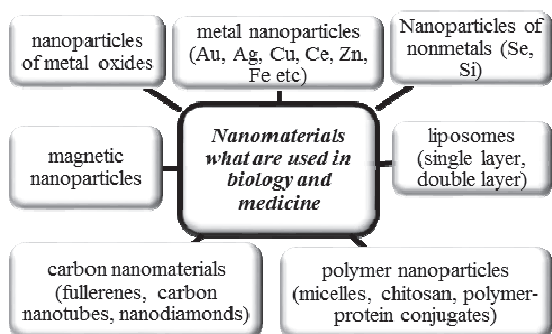 nanoparticles
of metal oxides
metal nanoparticles
(Au, Ag, Cu, Ce, Zn,
Fe etc)
Nanoparticles of
nonmetals (Se,
Si)
magnetic
nanoparticles
Nanomaterials
what are used in
biology and
medicine
liposomes
(single layer,
double layer)
carbon nanomaterials
(fullerenes, carbon
nanotubes, nanodiamonds)
polymer nanoparticles
(micelles, chitosan, polymer-
protein conjugates)